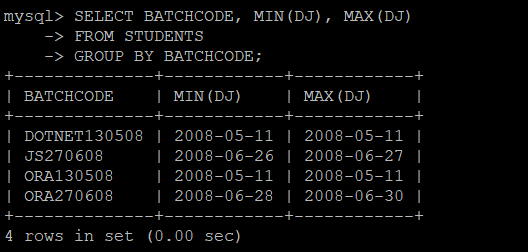 mysql> SELECT BATCHCODE, MIN(DJ), MAX(DJ)
    -> FROM STUDENTS
    -> GROUP BY BATCHCODE;
+--------------+------------+------------+
| BATCHCODE    | MIN(DJ)    | MAX(DJ)    |
+--------------+------------+------------+
| DOTNET130508 | 2008-05-11 | 2008-05-11 |
| JS270608     | 2008-06-26 | 2008-06-27 |
| ORA130508    | 2008-05-11 | 2008-05-11 |
| ORA270608    | 2008-06-28 | 2008-06-30 |
+--------------+------------+------------+
4 rows in set (0.00 sec)